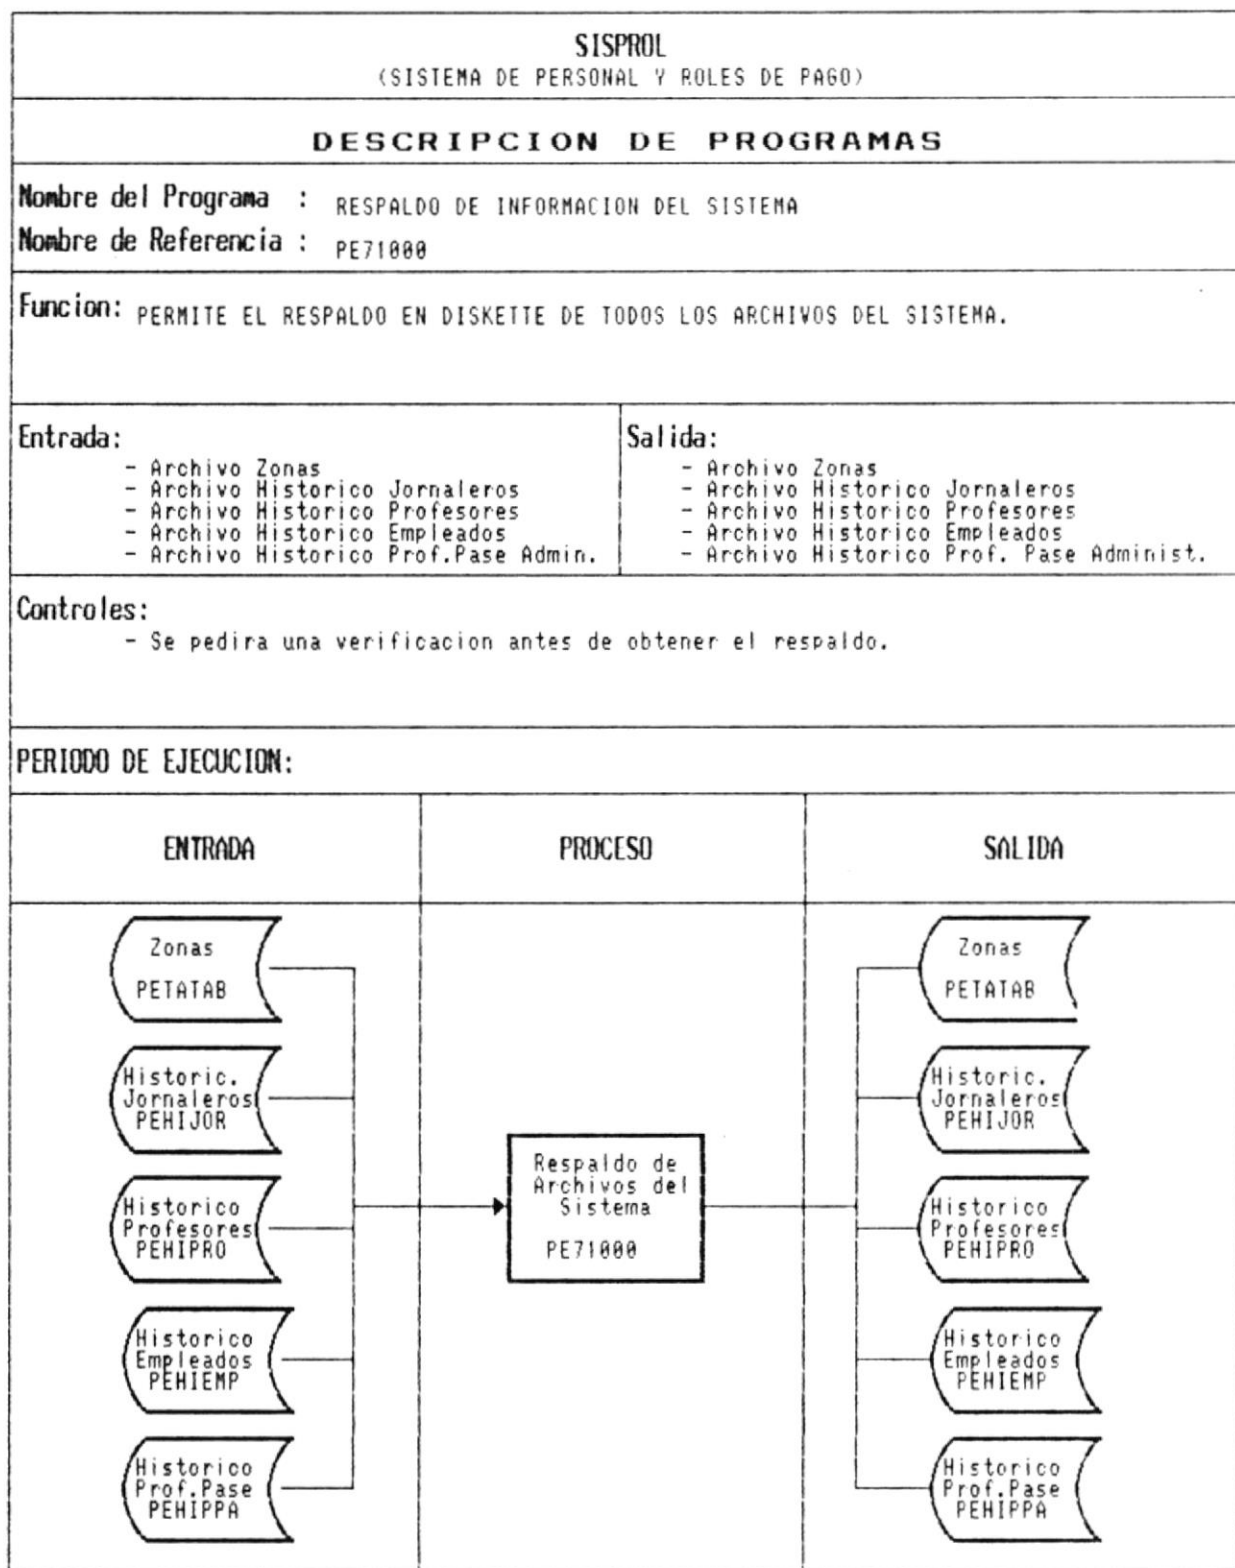 SISPROL
(SISTEMA DE PERSONAL Y ROLES DE PAGO)
DESCRIPCION DE PROGRAMAS
Nombre del Programa : RESPALDO DE INFORMACION DEL SISTEMA
Nombre de Referencia : PE71000
Funcion: PERMITE EL RESPALDO EN DISKETTE DE TODOS LOS ARCHIVOS DEL SISTEMA.
Entrada:
- Archivo Zonas
- Archivo Historico Jornaleros
- Archivo Historico Profesores
- Archivo Historico Empleados
- Archivo Historico Prof.Pase Admin.
Salida:
- Archivo Zonas
- Archivo Historico Jornaleros
- Archivo Historico Profesores
- Archivo Historico Empleados
- Archivo Historico Prof. Pase Administ.
Controles:
- Se pedira una verificacion antes de obtener el respaldo.
PERIODO DE EJECUCION:
ENTRADA
PROCESO
SALIDA
Zonas
PETATAB
Historic.
Jornaleros
PEHIJOR
Historico
Profesores
PEHIPRO
Historico
Empleados
PEHIEMP
Historico
Prof.Pase
PEHIPPA
Respaldo de
Archivos del
Sistema
PE71000
Zonas
PETATAB
Historic.
Jornaleros
PEHIJOR
Historico
Profesores
PEHIPRO
Historico
Empleados
PEHIEMP
Historico
Prof.Pase
PEHIPPA